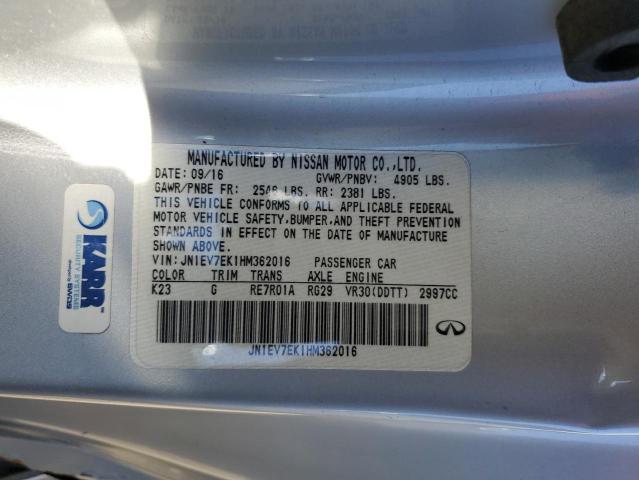 MANUFACTURED BY NISSAN MOTOR CO.,LTD.
DATE: 09/16 GVWR/PNBV: 4905 LBS.
GAWR/PNBE FR: 2546 LBS. RR: 2381 LBS.
THIS VEHICLE CONFORMS TO ALL APPLICABLE FEDERAL
MOTOR VEHICLE SAFETY,BUMPER,AND THEFT PREVENTION
STANDARDS IN EFFECT ON THE DATE OF MANUFACTURE
SHOWN ABOVE.
VIN: JN1EV7EK1HM362016 PASSENGER CAR
COLOR TRIM TRANS AXLE ENGINE
K23 G RE7R01A RG29 VR30(DDTT) 2997CC
JN1EV7EK1HM362016
KARR
SECURITY SYSTEMS
SWDS